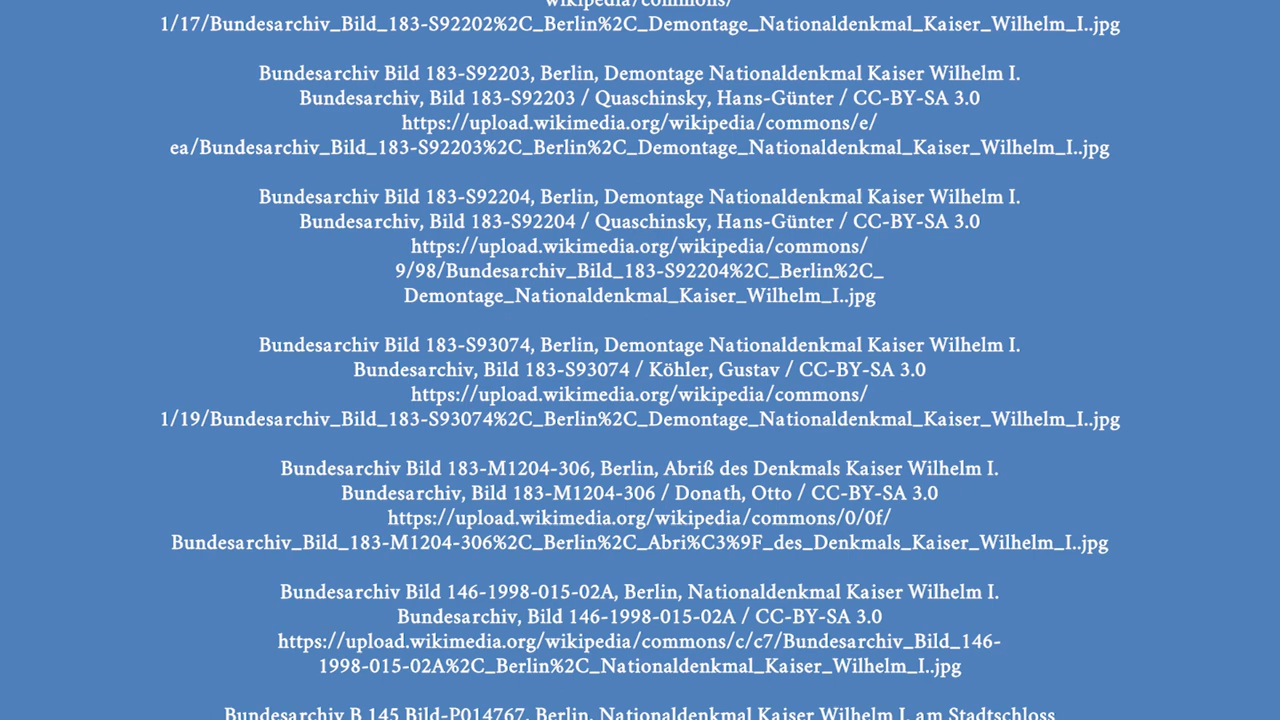 wikipedia/commons/
1/17/Bundesarchiv_Bild_183-S92202%2C_Berlin%2C_Demontage_Nationaldenkmal_Kaiser_Wilhelm_I..jpg
Bundesarchiv Bild 183-S92203, Berlin, Demontage Nationaldenkmal Kaiser Wilhelm I.
Bundesarchiv, Bild 183-S92203 / Quaschinsky, Hans-Günter / CC-BY-SA 3.0
https://upload.wikimedia.org/wikipedia/commons/e/
ea/Bundesarchiv_Bild_183-S92203%2C_Berlin%2C_Demontage_Nationaldenkmal_Kaiser_Wilhelm_I..jpg
Bundesarchiv Bild 183-S92204, Berlin, Demontage Nationaldenkmal Kaiser Wilhelm I.
Bundesarchiv, Bild 183-S92204 / Quaschinsky, Hans-Günter / CC-BY-SA 3.0
https://upload.wikimedia.org/wikipedia/commons/
9/98/Bundesarchiv_Bild_183-S92204%2C_Berlin%2C_
Demontage_Nationaldenkmal_Kaiser_Wilhelm_I..jpg
Bundesarchiv Bild 183-S93074, Berlin, Demontage Nationaldenkmal Kaiser Wilhelm I.
Bundesarchiv, Bild 183-S93074 / Köhler, Gustav / CC-BY-SA 3.0
https://upload.wikimedia.org/wikipedia/commons/
1/19/Bundesarchiv_Bild_183-S93074%2C_Berlin%2C_Demontage_Nationaldenkmal_Kaiser_Wilhelm_I..jpg
Bundesarchiv Bild 183-M1204-306, Berlin, Abriß des Denkmals Kaiser Wilhelm I.
Bundesarchiv, Bild 183-M1204-306 / Donath, Otto / CC-BY-SA 3.0
https://upload.wikimedia.org/wikipedia/commons/0/0f/
Bundesarchiv_Bild_183-M1204-306%2C_Berlin%2C_Abri%C3%9F_des_Denkmals_Kaiser_Wilhelm_I..jpg
Bundesarchiv Bild 146-1998-015-02A, Berlin, Nationaldenkmal Kaiser Wilhelm I.
Bundesarchiv, Bild 146-1998-015-02A / CC-BY-SA 3.0
https://upload.wikimedia.org/wikipedia/commons/c/c7/Bundesarchiv_Bild_146-
1998-015-02A%2C_Berlin%2C_Nationaldenkmal_Kaiser_Wilhelm_I..jpg
Bundesarchiv B 145 Bild-P014767, Berlin, Nationaldenkmal Kaiser Wilhelm I. am Stadtschloss